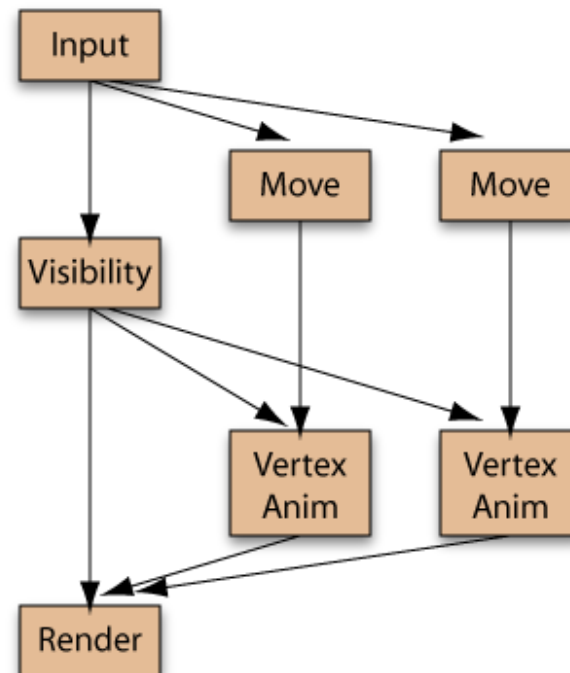 Input
Move
Move
Visibility
Vertex
Anim
Vertex
Anim
Render